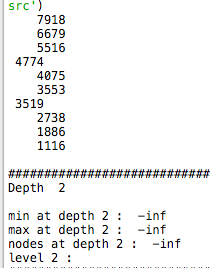 src')
7918
6679
5516
4774
4075
3553
3519
2738
1886
1116
############################
Depth 2
min at depth 2 : -inf
max at depth 2 : -inf
nodes at depth 2 : -inf
level 2 :